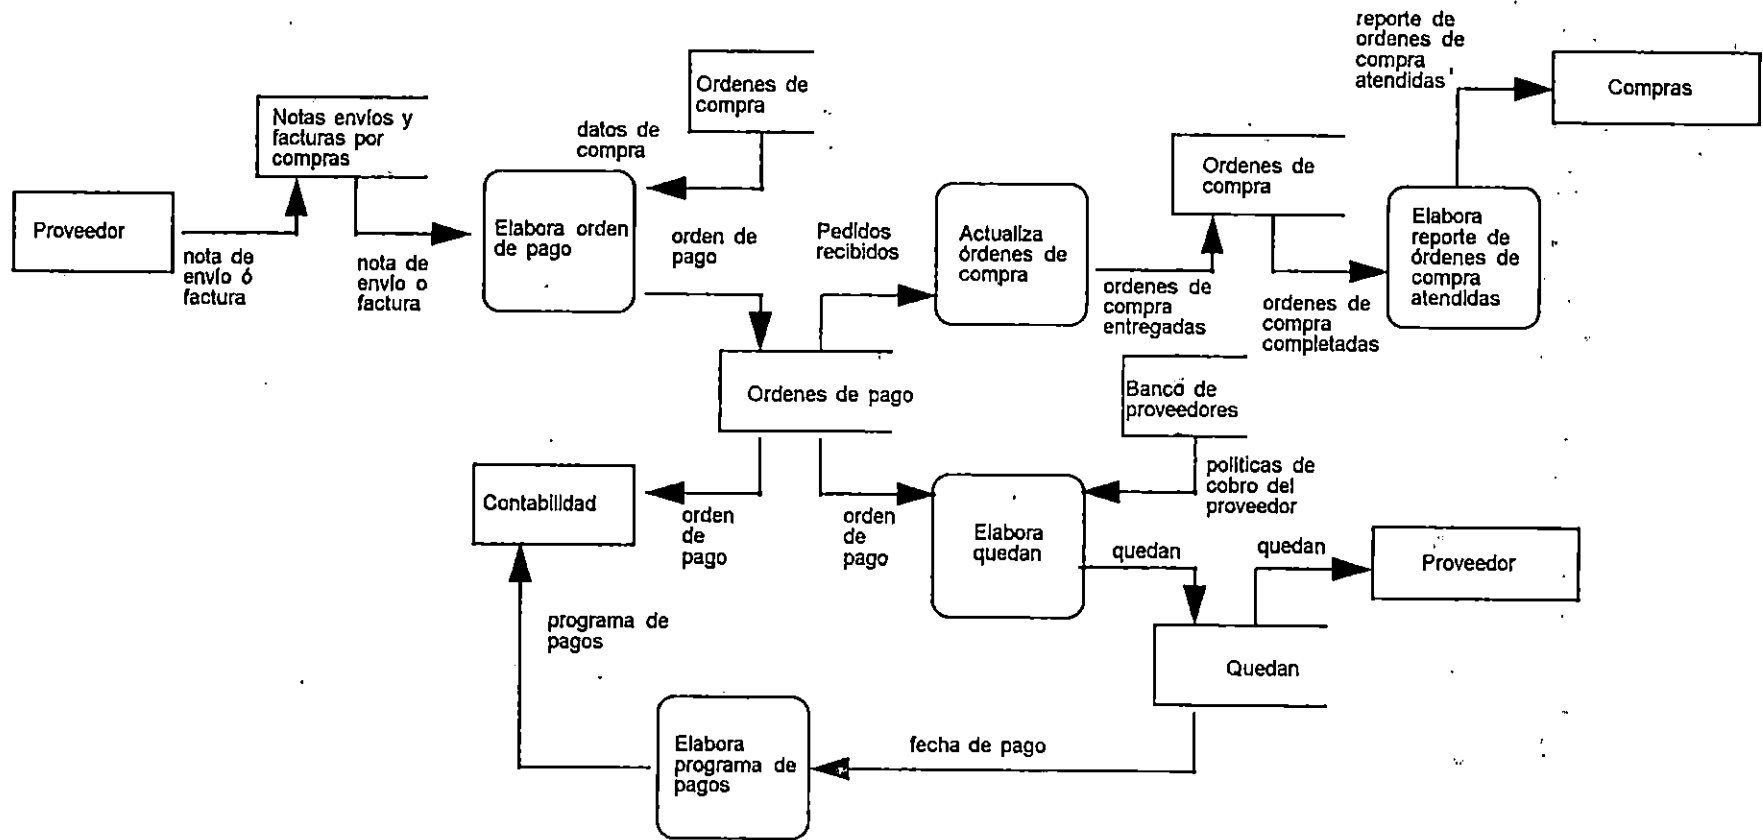 reporte de
ordenes de
compra
atendidas
Compras
Ordenes de
compra
Notas envíos y
facturas por
compras
datos de
compra
Ordenes de
compra
Proveedor
nota de
envío ó
factura
nota de
envío o
factura
Elabora orden
de pago
orden de
pago
Pedidos
recibidos
Actualiza
órdenes de
compra
ordenes de
compra
entregadas
ordenes de
compra
completadas
Elabora
reporte de
órdenes de
compra
atendidas
Ordenes de pago
Banco de
proveedores
Contabilidad
orden
de
pago
orden
de
pago
politicas de
cobro del
proveedor
Elabora
quedan
quedan
quedan
Proveedor
programa de
pagos
Quedan
Elabora
programa de
pagos
fecha de pago